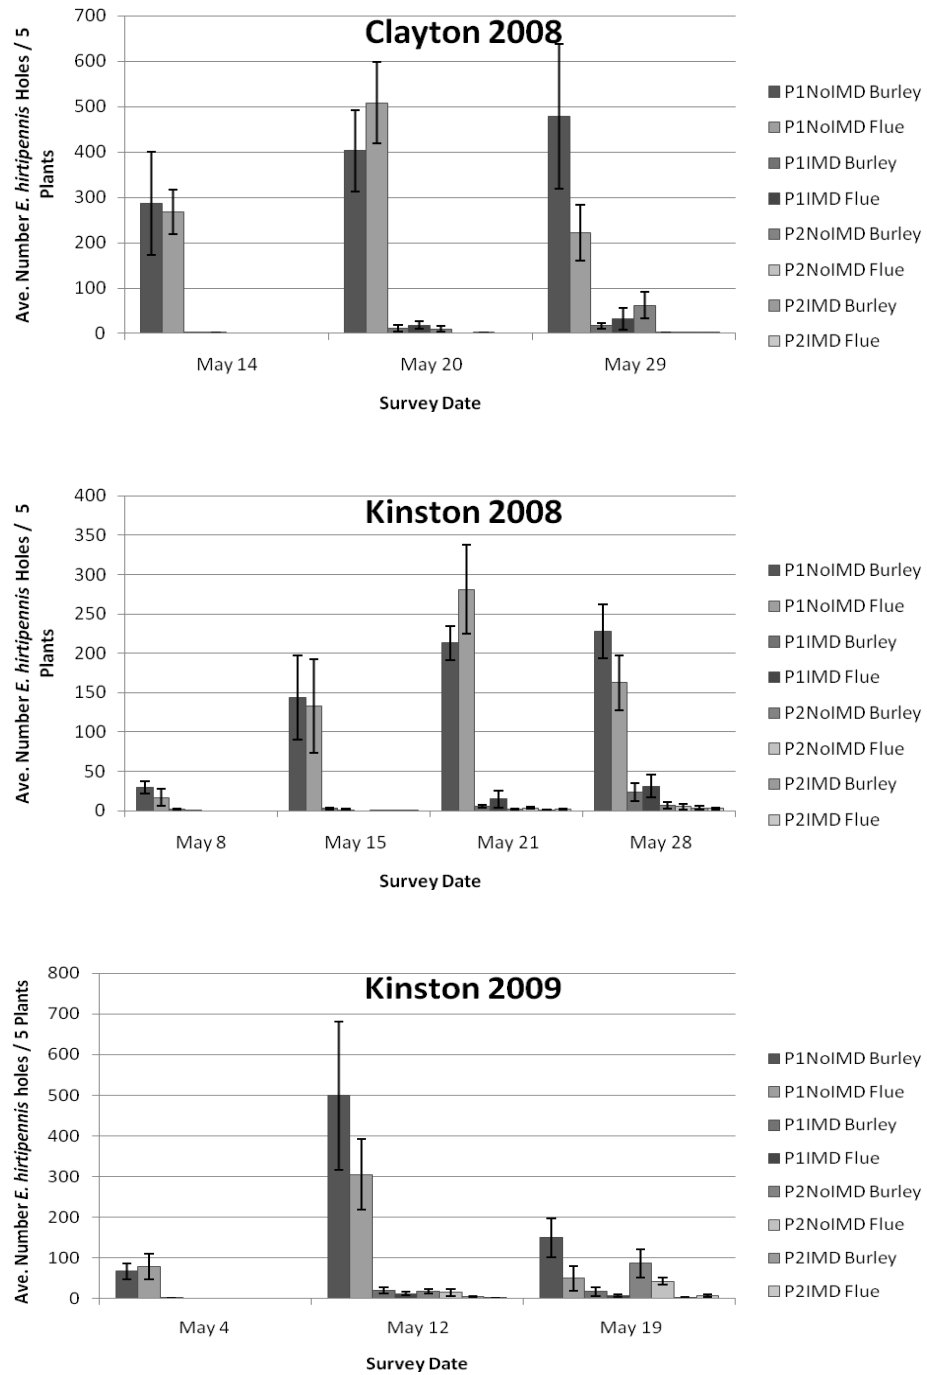 Clayton 2008
Ave. Number E. hirtipennis Holes / 5
Plants
700
600
500
400
300
200
100
0
May 14
May 20
May 29
Survey Date
P1NoIMD Burley
P1NoIMD Flue
P1IMD Burley
P1IMD Flue
P2NoIMD Burley
P2NoIMD Flue
P2IMD Burley
P2IMD Flue
Kinston 2008
Ave. Number E. hirtipennis Holes / 5
Plants
400
350
300
250
200
150
100
50
0
May 8
May 15
May 21
May 28
Survey Date
P1NoIMD Burley
P1NoIMD Flue
P1IMD Burley
P1IMD Flue
P2NoIMD Burley
P2NoIMD Flue
P2IMD Burley
P2IMD Flue
Kinston 2009
Ave. Number E. hirtipennis holes / 5 Plants
800
700
600
500
400
300
200
100
0
May 4
May 12
May 19
Survey Date
P1NoIMD Burley
P1NoIMD Flue
P1IMD Burley
P1IMD Flue
P2NoIMD Burley
P2NoIMD Flue
P2IMD Burley
P2IMD Flue